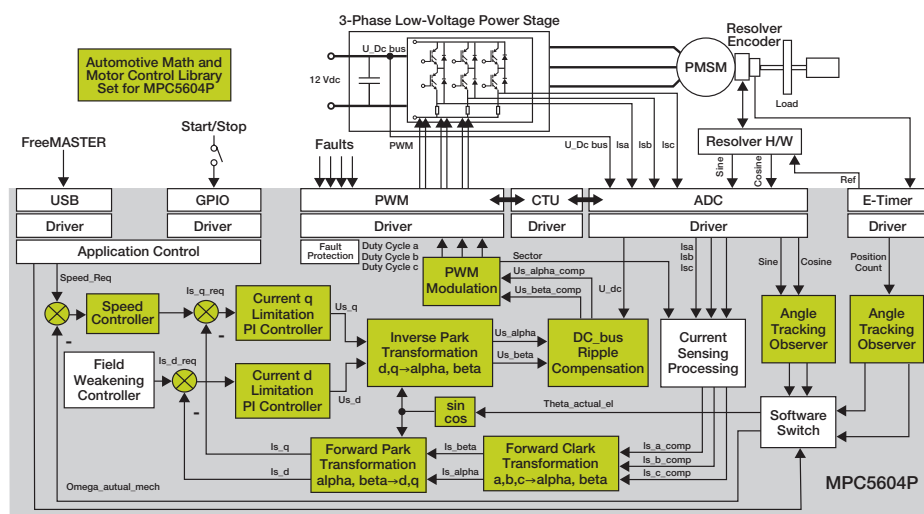 3-Phase Low-Voltage Power Stage
Automotive Math and
Motor Control Library
Set for MPC5604P
U_Dc bus
12 Vdc
PMSM
Resolver
Encoder
Load
FreeMASTER
Start/Stop
Faults
PWM
U_Dc bus
Isa
Isb
Isc
Resolver H/W
Sine
Cosine
Ref
USB
Driver
GPIO
Driver
PWM
Driver
CTU
Driver
ADC
Driver
E-Timer
Driver
Application Control
Fault
Protection
Duty Cycle a
Duty Cycle b
Duty Cycle c
Sector
Isa
Isb
Isc
Sine
Cosine
Position
Count
Speed_Req
PWM
Modulation
Us_alpha_comp
Us_beta_comp
U_dc
Is_q_req
Speed
Controller
Current q
Limitation
PI Controller
Us_q
Inverse Park
Transformation
d,q→alpha, beta
Us_alpha
Us_beta
DC_bus
Ripple
Compensation
Current
Sensing
Processing
Angle
Tracking
Observer
Angle
Tracking
Observer
-
Field
Weakening
Controller
Is_d_req
-
Current d
Limitation
PI Controller
Us_d
-
sin
cos
Theta_actual_el
Software
Switch
Is_q
Is_d
Forward Park
Transformation
alpha, beta→d,q
Is_beta
Is_alpha
Forward Clark
Transformation
a,b,c→alpha, beta
Is_a_comp
Is_b_comp
Is_c_comp
Omega_autual_mech
MPC5604P